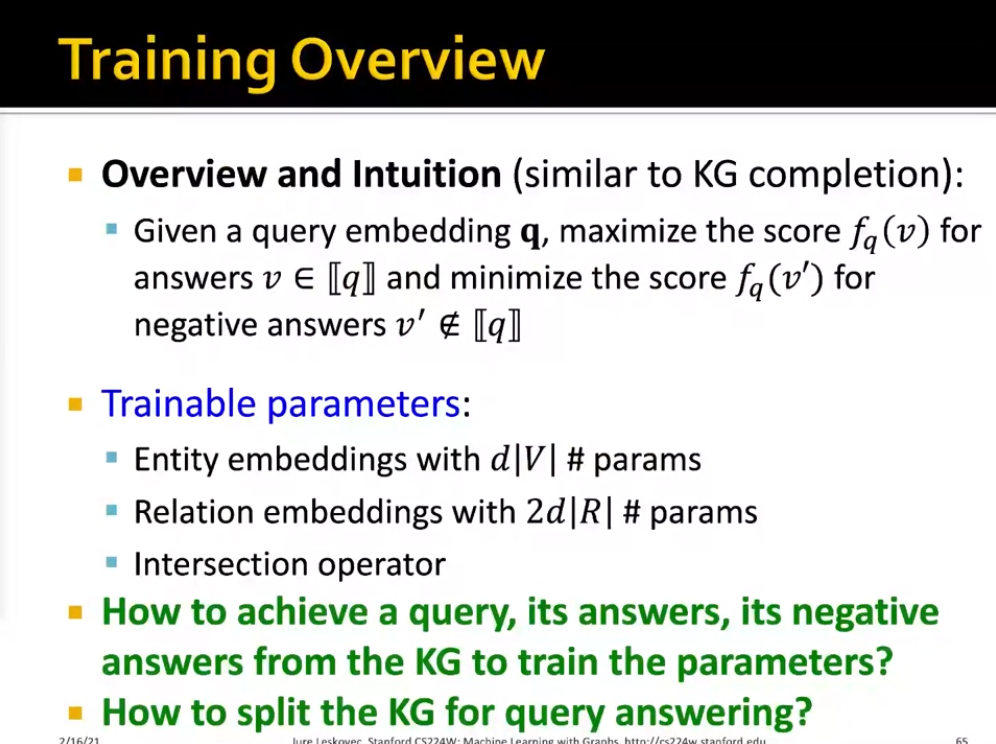 Training Overview
Overview and Intuition (similar to KG completion):
Given a query embedding q, maximize the score f_q(v) for
answers v ∈ ⟦q⟧ and minimize the score f_q(v′) for
negative answers v′ ∉ ⟦q⟧
Trainable parameters:
Entity embeddings with d|V| # params
Relation embeddings with 2d|R| # params
Intersection operator
How to achieve a query, its answers, its negative
answers from the KG to train the parameters?
How to split the KG for query answering?
2/16/21 Jure Leskovec, Stanford CS224W: Machine Learning with Graphs, http://cs224w.stanford.edu 65